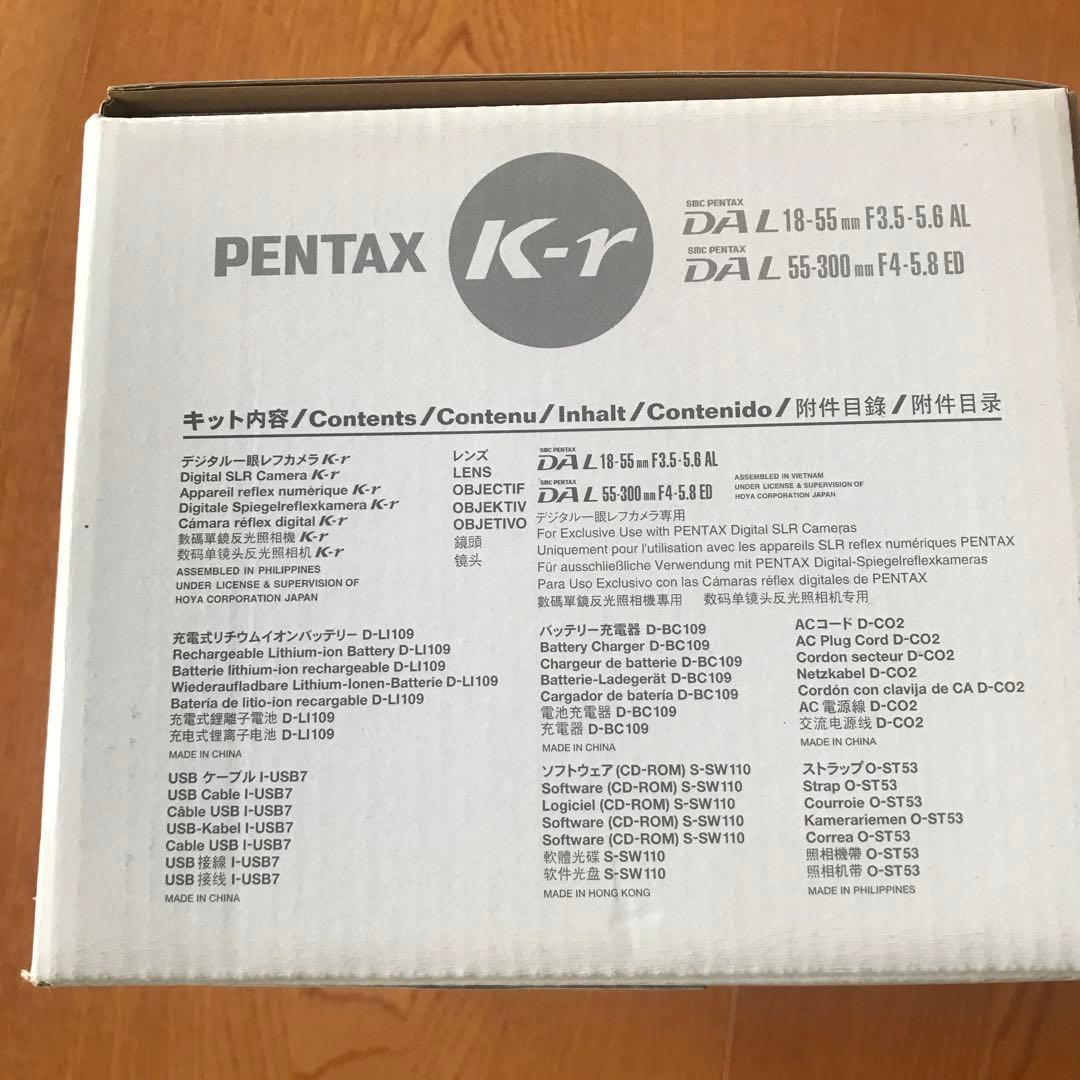 PENTAX K-r
smc PENTAX
DA L 18-55mm F3.5-5.6 AL
smc PENTAX
DA L 55-300mm F4-5.8 ED
キット内容/Contents/Contenu/Inhalt/Contenido/附件目錄/附件目录
デジタル一眼レフカメラ K-r
Digital SLR Camera K-r
Appareil reflex numérique K-r
Digitale Spiegelreflexkamera K-r
Cámara réflex digital K-r
數碼單鏡反光照相機 K-r
数码单镜头反光照相机 K-r
ASSEMBLED IN PHILIPPINES
UNDER LICENSE & SUPERVISION OF
HOYA CORPORATION JAPAN
レンズ
LENS
OBJECTIF
OBJEKTIV
OBJETIVO
鏡頭
镜头
smc PENTAX
DA L 18-55mm F3.5-5.6 AL
smc PENTAX
DA L 55-300mm F4-5.8 ED
ASSEMBLED IN VIETNAM
UNDER LICENSE & SUPERVISION OF
HOYA CORPORATION JAPAN
デジタル一眼レフカメラ専用
For Exclusive Use with PENTAX Digital SLR Cameras
Uniquement pour l'utilisation avec les appareils SLR reflex numériques PENTAX
Für ausschließliche Verwendung mit PENTAX Digital-Spiegelreflexkameras
Para Uso Exclusivo con las Cámaras réflex digitales de PENTAX
數碼單鏡反光照相機專用 数码单镜头反光照相机专用
充電式リチウムイオンバッテリー D-LI109
Rechargeable Lithium-ion Battery D-LI109
Batterie lithium-ion rechargeable D-LI109
Wiederaufladbare Lithium-Ionen-Batterie D-LI109
Batería de litio-ion recargable D-LI109
充電式鋰離子電池 D-LI109
充电式锂离子电池 D-LI109
MADE IN CHINA
バッテリー充電器 D-BC109
Battery Charger D-BC109
Chargeur de batterie D-BC109
Batterie-Ladegerät D-BC109
Cargador de batería D-BC109
電池充電器 D-BC109
充電器 D-BC109
MADE IN CHINA
ACコード D-CO2
AC Plug Cord D-CO2
Cordon secteur D-CO2
Netzkabel D-CO2
Cordón con clavija de CA D-CO2
AC 電源線 D-CO2
交流电源线 D-CO2
MADE IN CHINA
USB ケーブル I-USB7
USB Cable I-USB7
Câble USB I-USB7
USB-Kabel I-USB7
Cable USB I-USB7
USB 接線 I-USB7
USB 接线 I-USB7
MADE IN CHINA
ソフトウェア(CD-ROM) S-SW110
Software (CD-ROM) S-SW110
Logiciel (CD-ROM) S-SW110
Software (CD-ROM) S-SW110
Software (CD-ROM) S-SW110
軟體光碟 S-SW110
软件光盘 S-SW110
MADE IN HONG KONG
ストラップ O-ST53
Strap O-ST53
Courroie O-ST53
Kamerariemen O-ST53
Correa O-ST53
照相機帶 O-ST53
照相机带 O-ST53
MADE IN PHILIPPINES